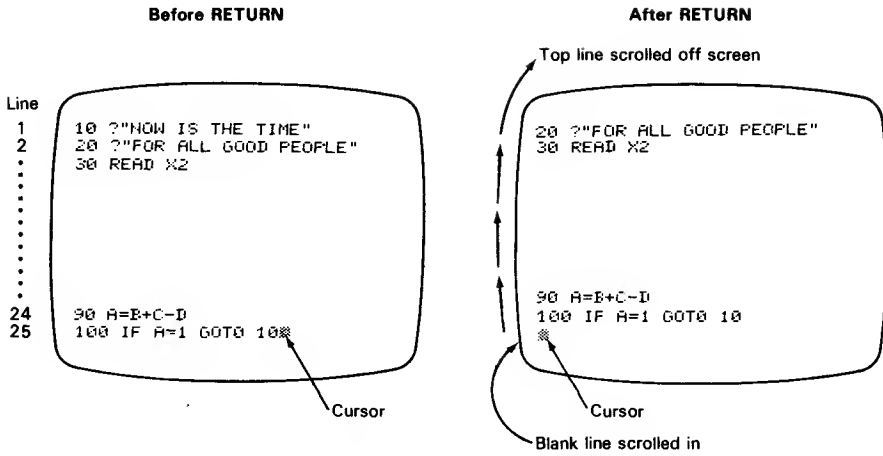 Before RETURN
After RETURN
Top line scrolled off screen
Line
1 10 ?"NOW IS THE TIME"
2 20 ?"FOR ALL GOOD PEOPLE"
30 READ X2
24 90 A=B+C-D
25 100 IF A=1 GOTO 10
Cursor
20 ?"FOR ALL GOOD PEOPLE"
30 READ X2
90 A=B+C-D
100 IF A=1 GOTO 10
Cursor
Blank line scrolled in